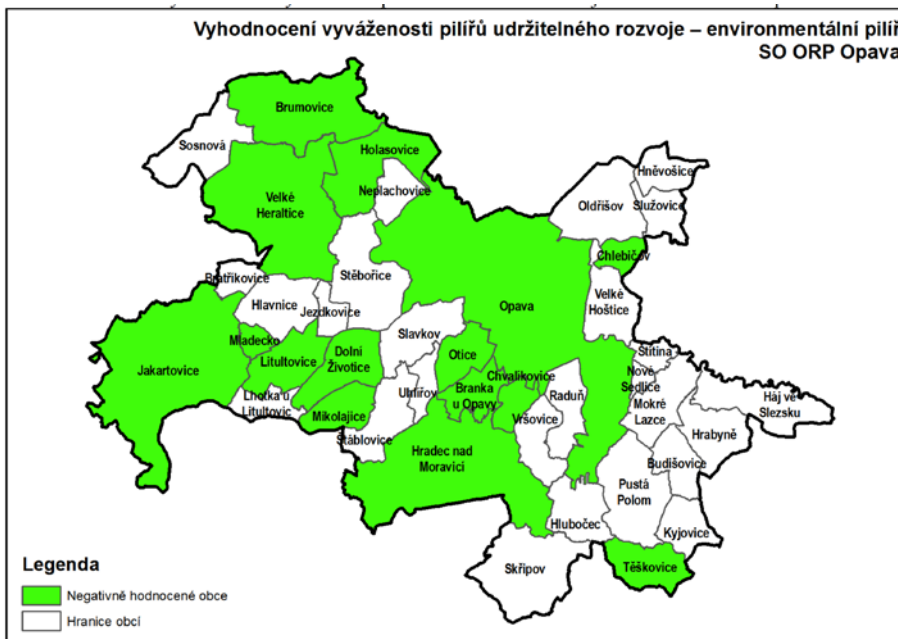 Vyhodnocení vyváženosti pilířů udržitelného rozvoje – environmentální pilíř
SO ORP Opava
Brumovice
Sosnová
Holasovice
Hněvošice
Neplachovice
Velké
Heraltice
Oldřišov
Služovice
Chlebičov
Stěbořice
Bratříkovice
Hlavnice
Jezdkovice
Opava
Velké
Hoštice
Slavkov
Mladecko
Litultovice
Dolní
Životice
Otice
Štítina
Jakartovice
Chvalíkovice
Nové
Sedlice
Lhotka u
Litultovic
Uhlířov
Branka
u Opavy
Raduň
Háj ve
Slezsku
Mikolajice
Vršovice
Mokré
Lazce
Stáblovice
Hrabyně
Hradec nad
Moravicí
Budišovice
Pustá
Polom
Hlubočec
Kyjovice
Skřipov
Těškovice
Legenda
Negativně hodnocené obce
Hranice obcí